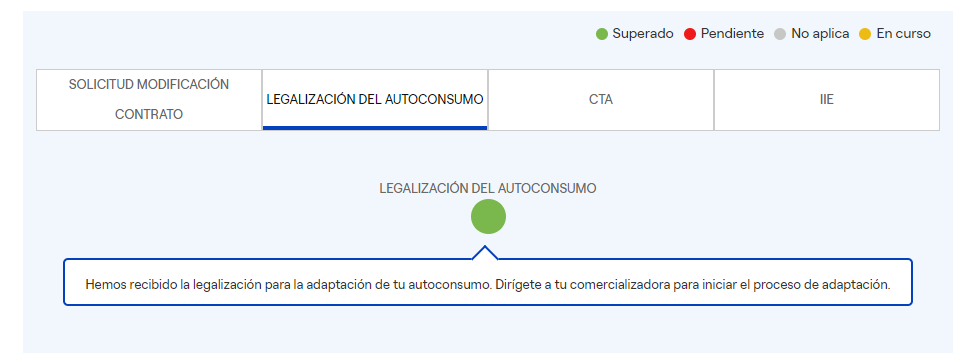 Superado Pendiente No aplica En curso
SOLICITUD MODIFICACIÓN
CONTRATO
LEGALIZACIÓN DEL AUTOCONSUMO
CTA
IIE
LEGALIZACIÓN DEL AUTOCONSUMO
Hemos recibido la legalización para la adaptación de tu autoconsumo. Dirígete a tu comercializadora para iniciar el proceso de adaptación.